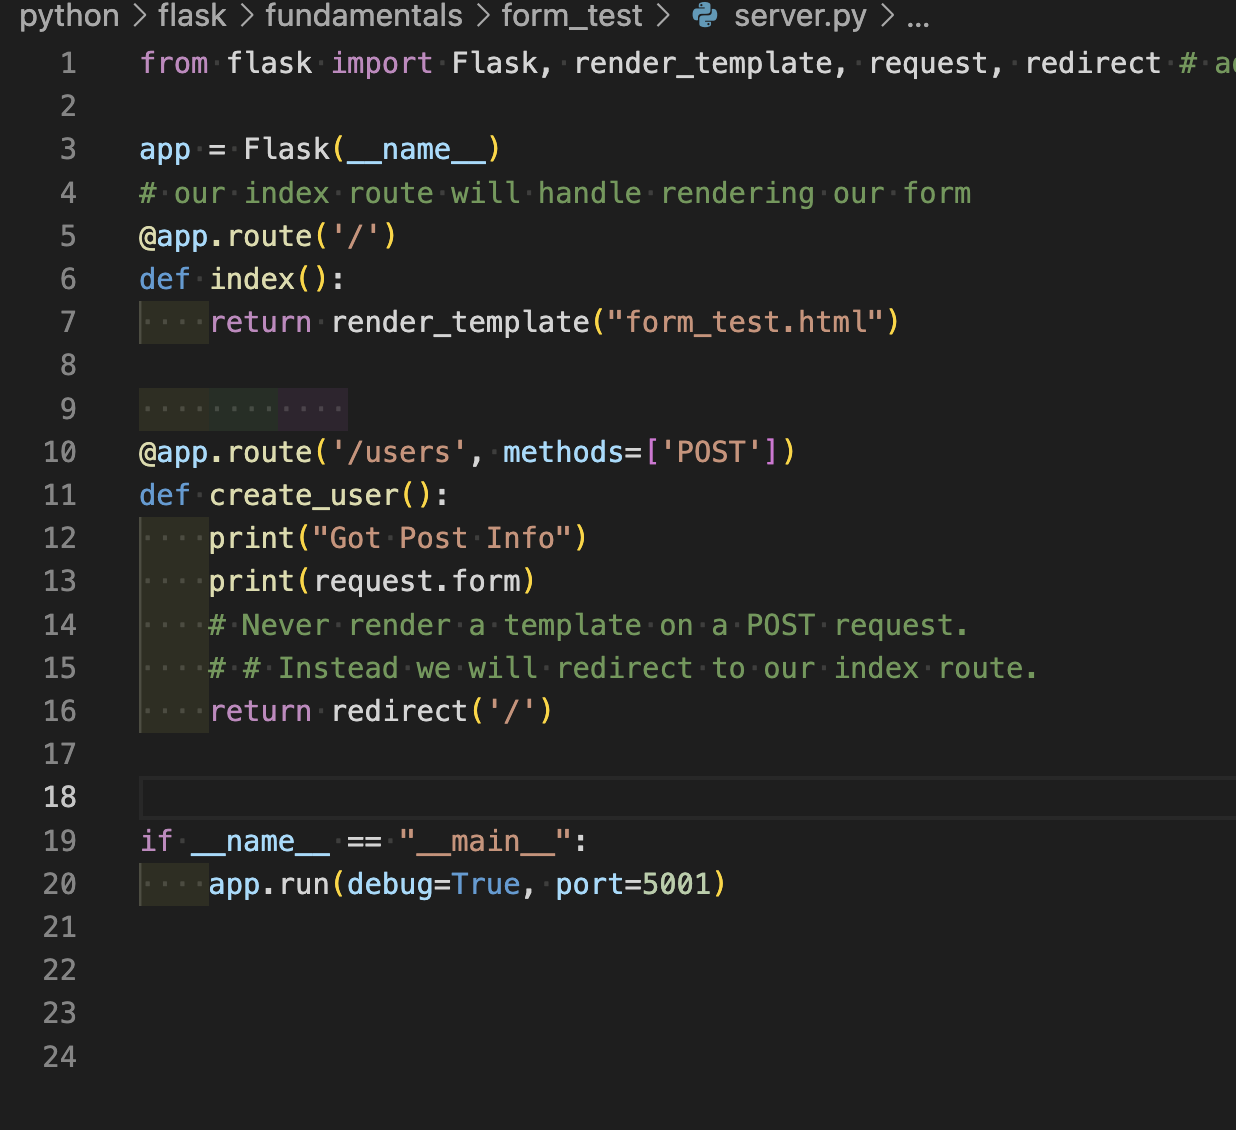 python > flask > fundamentals > form_test > server.py > ...
1 from flask import Flask, render_template, request, redirect #
2
3 app = Flask(__name__)
4 # our index route will handle rendering our form
5 @app.route('/')
6 def index():
7     return render_template("form_test.html")
8
9
10 @app.route('/users', methods=['POST'])
11 def create_user():
12     print("Got Post Info")
13     print(request.form)
14     # Never render a template on a POST request.
15     # # Instead we will redirect to our index route.
16     return redirect('/')
17
18
19 if __name__ == "__main__":
20     app.run(debug=True, port=5001)
21
22
23
24